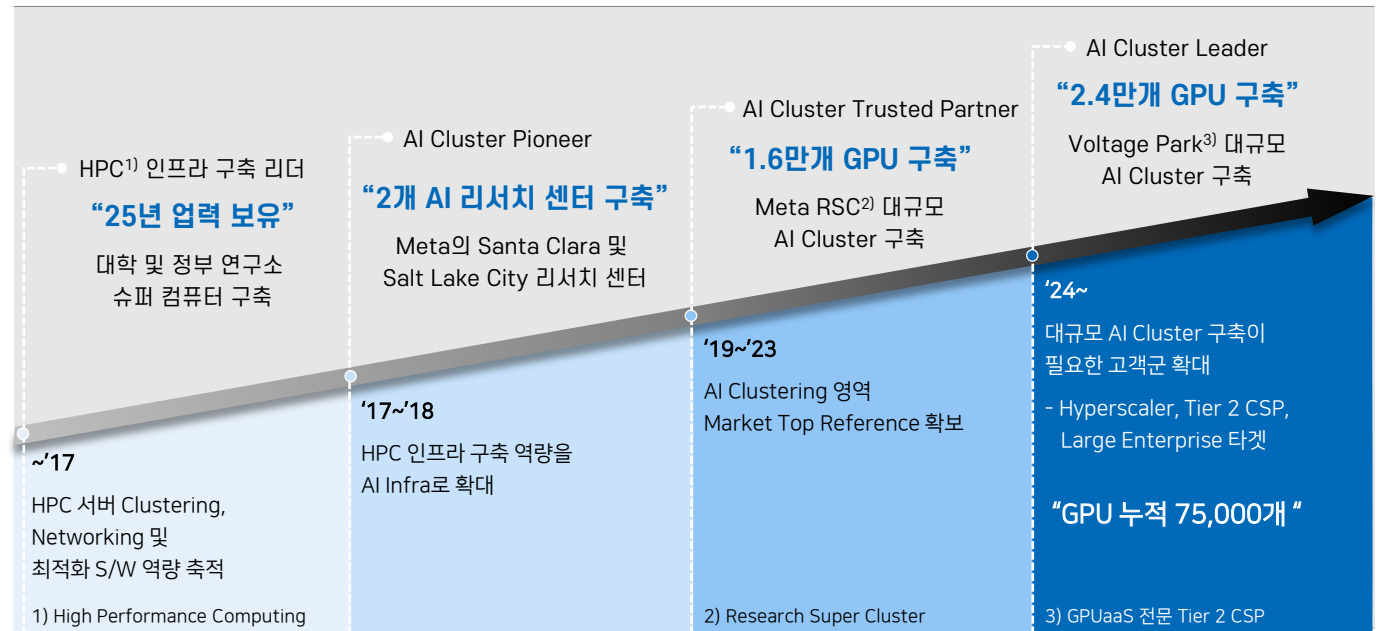 HPC1) 인프라 구축 리더
“25년 업력 보유”
대학 및 정부 연구소
슈퍼 컴퓨터 구축
~’17
HPC 서버 Clustering,
Networking 및
최적화 S/W 역량 축적
1) High Performance Computing
AI Cluster Pioneer
“2개 AI 리서치 센터 구축”
Meta의 Santa Clara 및
Salt Lake City 리서치 센터
‘17~’18
HPC 인프라 구축 역량을
AI Infra로 확대
AI Cluster Trusted Partner
“1.6만개 GPU 구축”
Meta RSC2) 대규모
AI Cluster 구축
‘19~’23
AI Clustering 영역
Market Top Reference 확보
2) Research Super Cluster
AI Cluster Leader
“2.4만개 GPU 구축”
Voltage Park3) 대규모
AI Cluster 구축
‘24~
대규모 AI Cluster 구축이
필요한 고객군 확대
- Hyperscaler, Tier 2 CSP,
Large Enterprise 타겟
“GPU 누적 75,000개 “
3) GPUaaS 전문 Tier 2 CSP